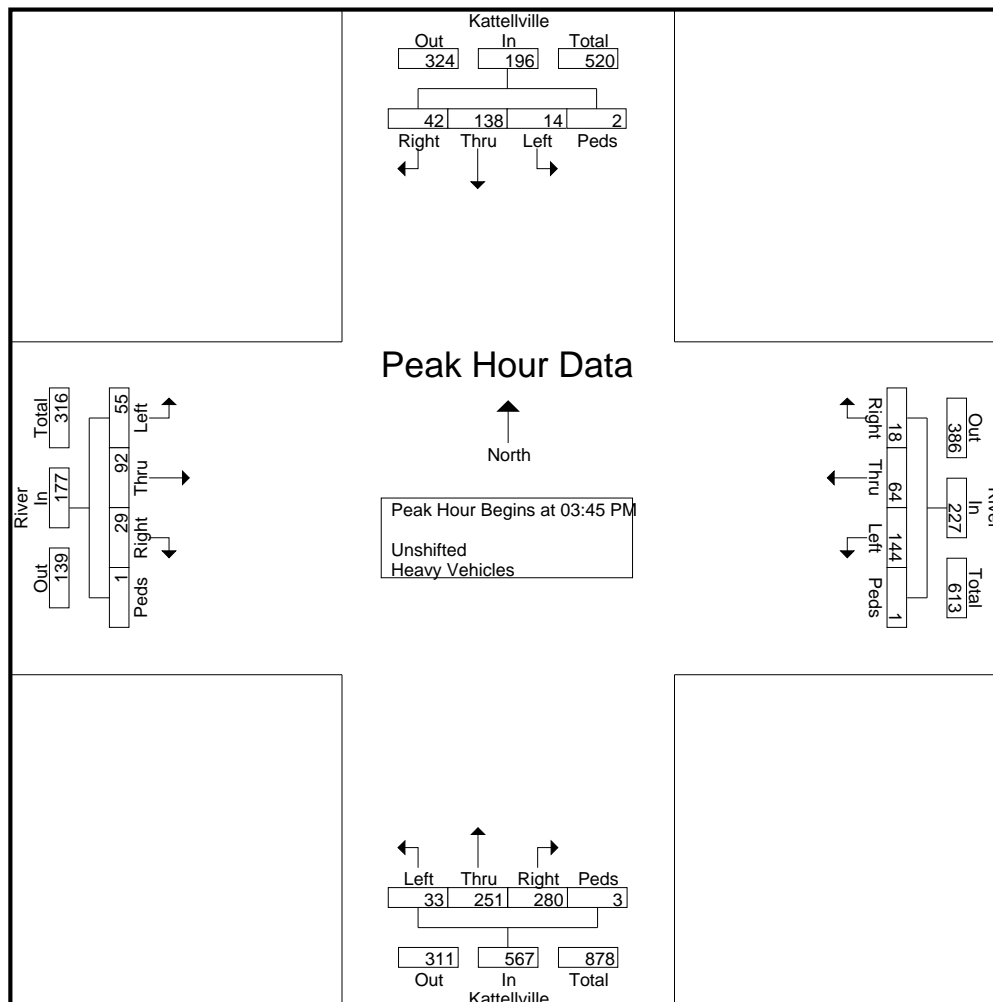 Kattellville
Out In Total
324 196 520
42 138 14 2
Right Thru Left Peds
Peak Hour Data
North
Peak Hour Begins at 03:45 PM
Unshifted
Heavy Vehicles
River
Total In Out
316 177 139
55 92 29 1
Left Thru Right Peds
Right Thru Left Peds
18 64 144 1
Out In Total
386 227 613
River
Left Thru Right Peds
33 251 280 3
311 567 878
Out In Total
Kattellville